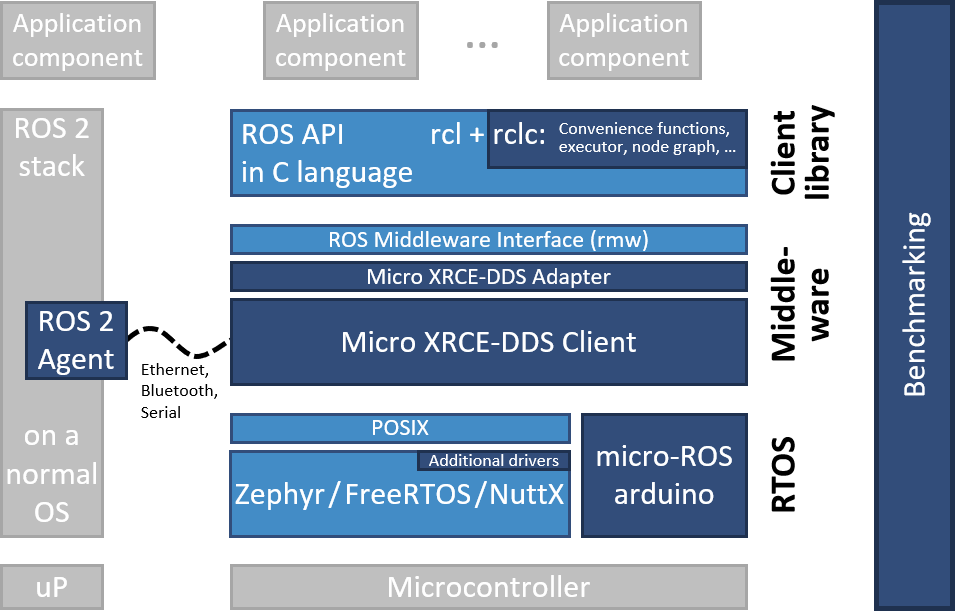 Application
component
Application
component
...
Application
component
ROS 2
stack
ROS API
in C language
rcl + rclc:
Convenience functions,
executor, node graph, ...
Client
library
ROS Middleware Interface (rmw)
Micro XRCE-DDS Adapter
Micro XRCE-DDS Client
Middle-
ware
ROS 2
Agent
Ethernet,
Bluetooth,
Serial
on a
normal
OS
POSIX
Additional drivers
Zephyr/FreeRTOS/NuttX
micro-ROS
arduino
RTOS
uP
Microcontroller
Benchmarking